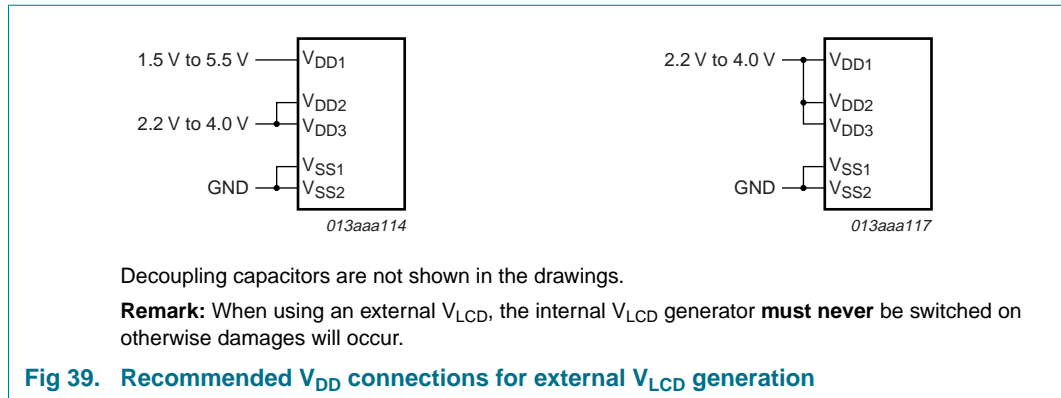 1.5 V to 5.5 V VDD1
VDD2
2.2 V to 4.0 V VDD3
VSS1
GND VSS2
013aaa114
2.2 V to 4.0 V VDD1
VDD2
VDD3
VSS1
GND VSS2
013aaa117
Decoupling capacitors are not shown in the drawings.
Remark: When using an external VLCD, the internal VLCD generator must never be switched on
otherwise damages will occur.
Fig 39. Recommended VDD connections for external VLCD generation